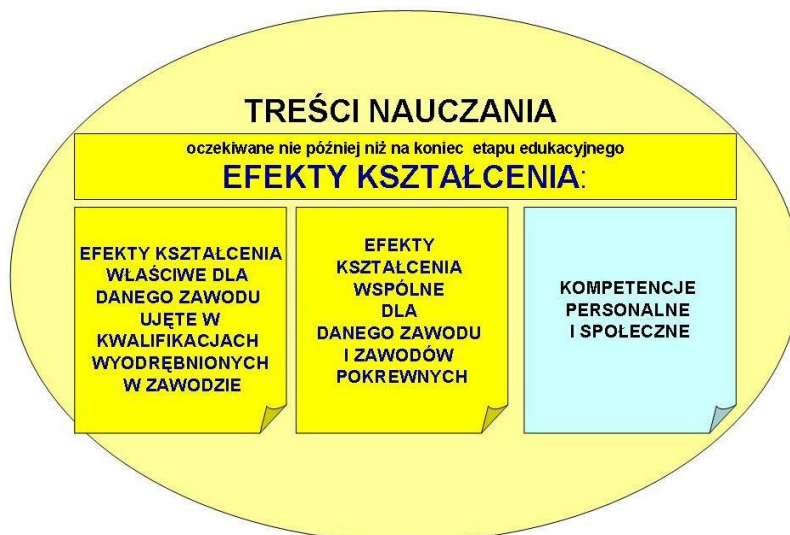 TREŚCI NAUCZANIA
oczekiwane nie później niż na koniec etapu edukacyjnego
EFEKTY KSZTAŁCENIA:
EFEKTY KSZTAŁCENIA
WŁAŚCIWE DLA
DANEGO ZAWODU
UJĘTE W
KWALIFIKACJACH
WYODRĘBNIONYCH
W ZAWODZIE
EFEKTY
KSZTAŁCENIA
WSPÓLNE
DLA
DANEGO ZAWODU
I ZAWODÓW
POKREWNYCH
KOMPETENCJE
PERSONALNE
I SPOŁECZNE